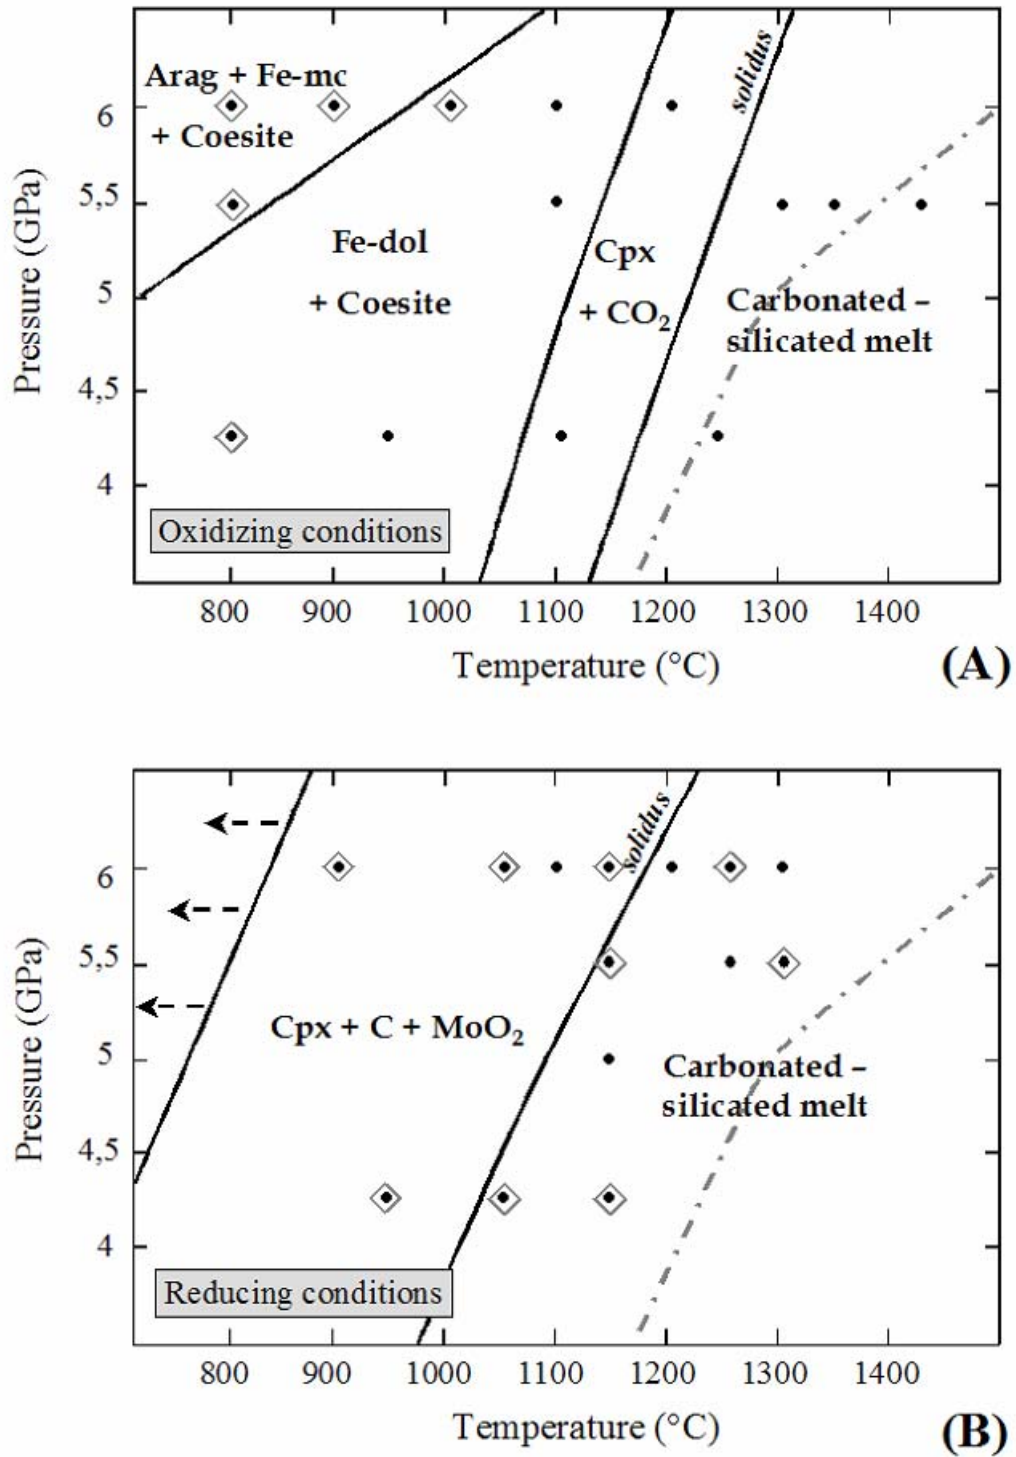 Arag + Fe-mc
+ Coesite
solidus
Fe-dol
+ Coesite
Cpx
+ CO₂
Carbonated –
silicated melt
Oxidizing conditions
Pressure (GPa)
6
5,5
5
4,5
4
800 900 1000 1100 1200 1300 1400
Temperature (°C)
(A)
solidus
Cpx + C + MoO₂
Carbonated –
silicated melt
Reducing conditions
Pressure (GPa)
6
5,5
5
4,5
4
800 900 1000 1100 1200 1300 1400
Temperature (°C)
(B)